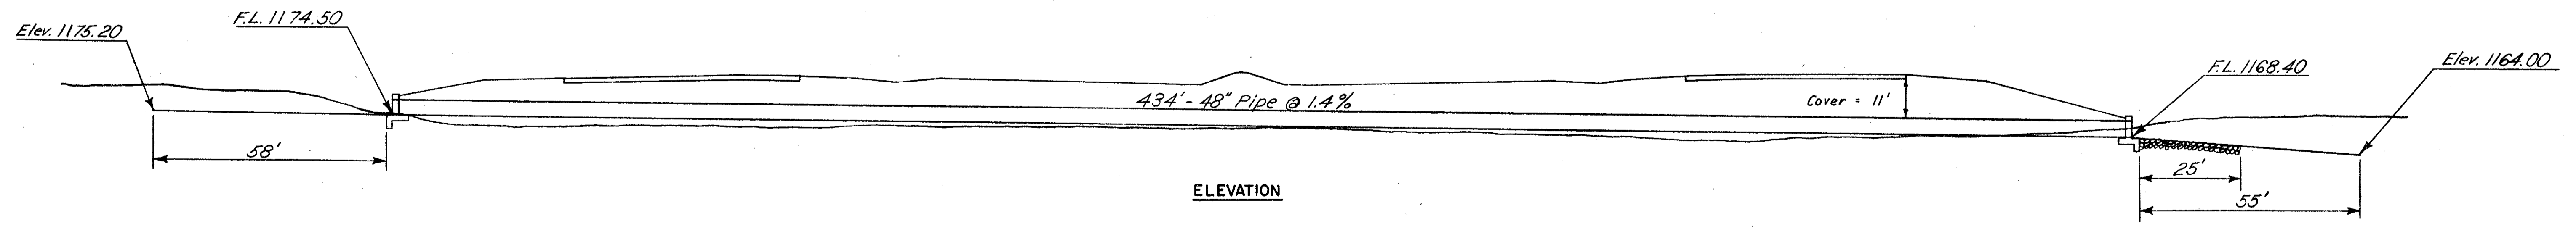 Elev. 1175.20
F.L. 1174.50
434' - 48" Pipe @ 1.4%
Cover = 11'
F.L. 1168.40
Elev. 1164.00
58'
25'
55'
ELEVATION